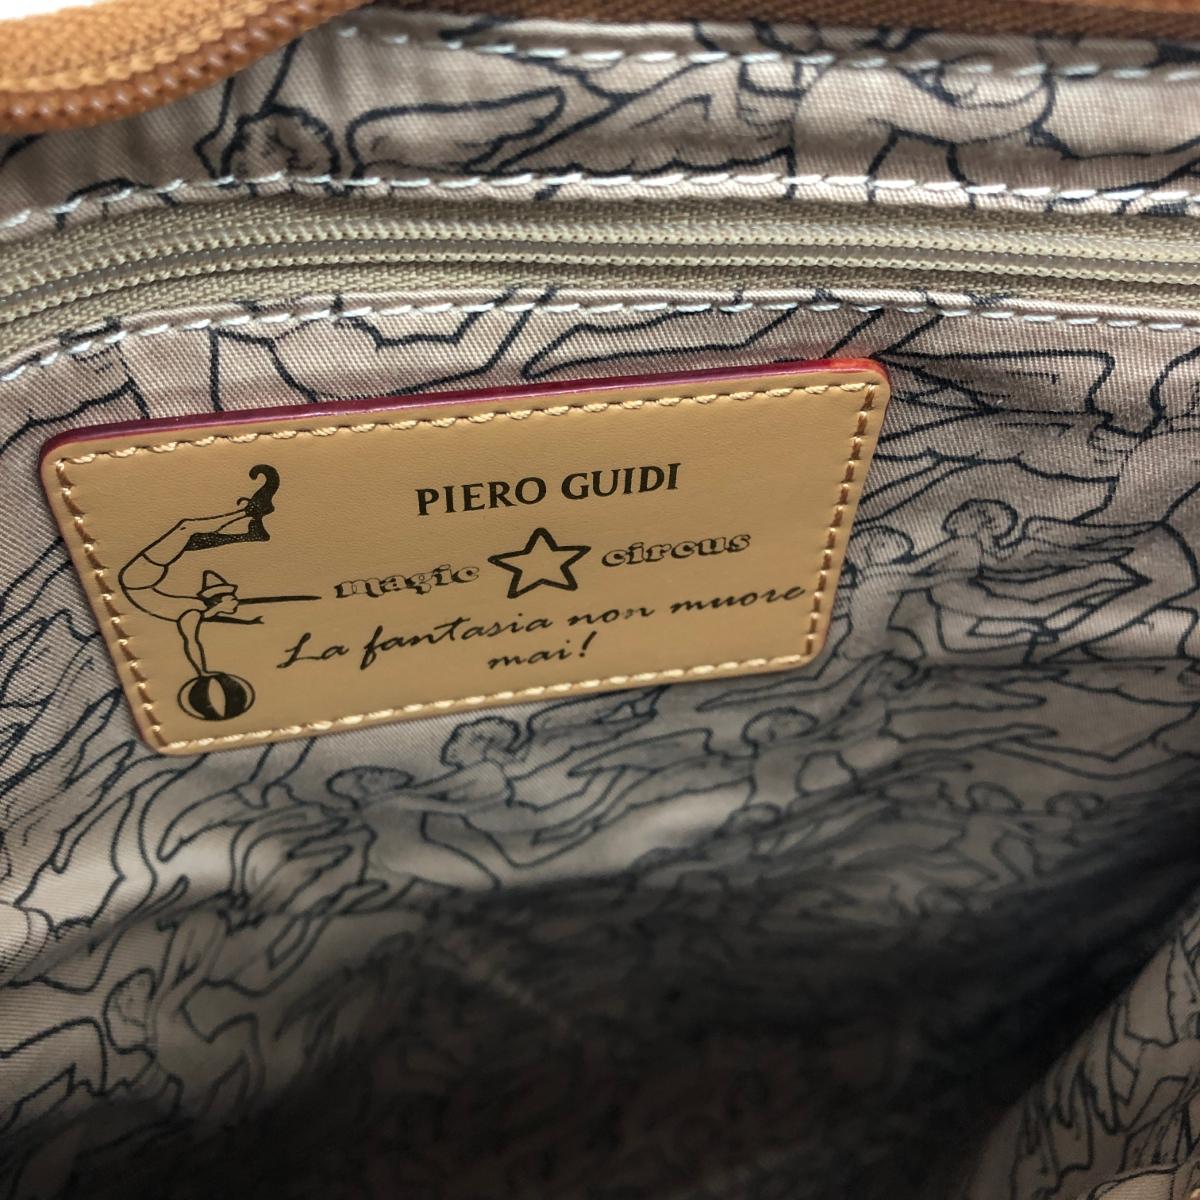 PIERO GUIDI
magic circus
La fantasia non muore
mai!